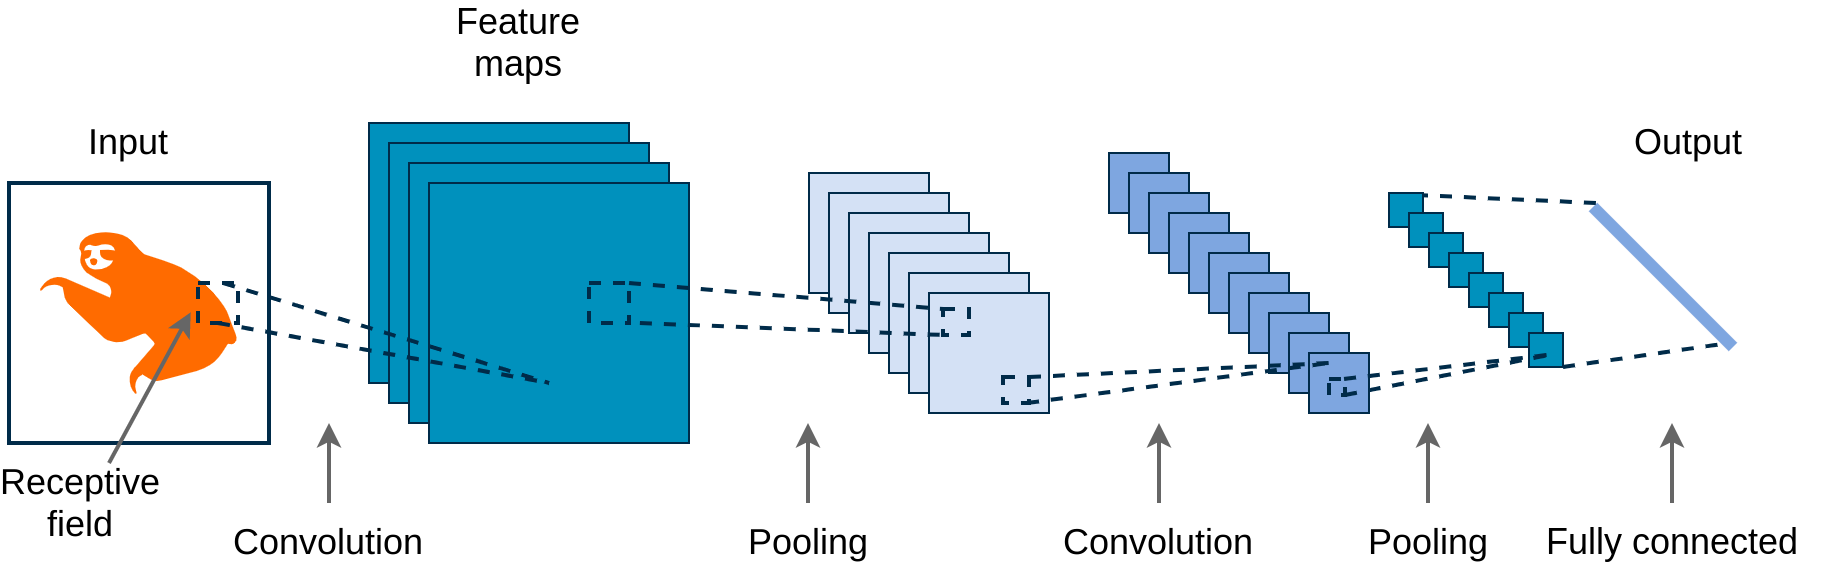 Feature
maps
Input
Output
Receptive
field
Convolution
Pooling
Convolution
Pooling
Fully connected